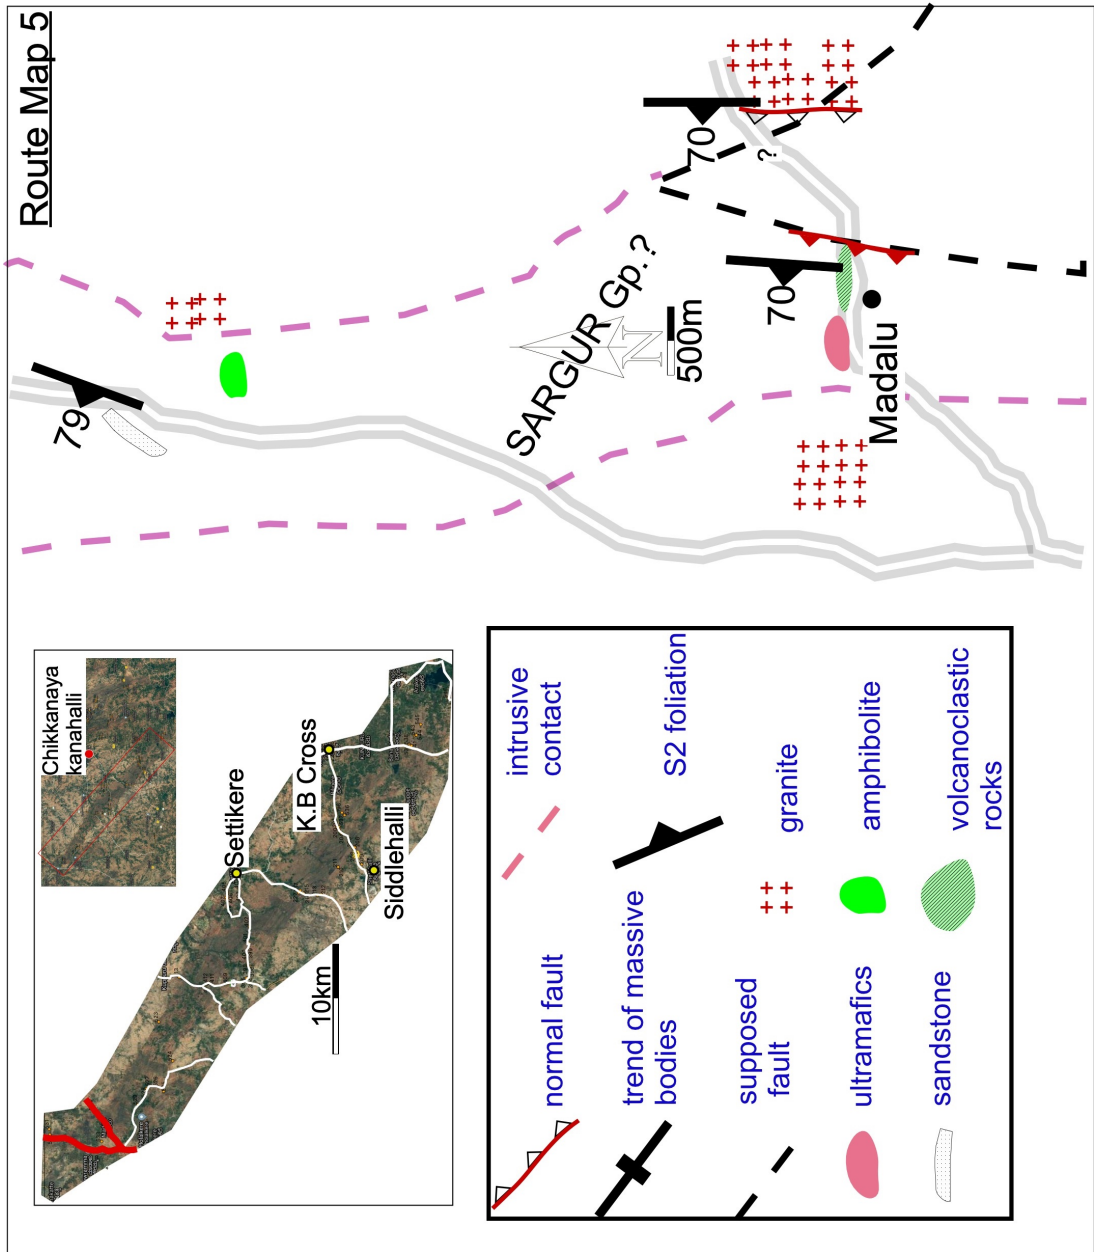 Route Map 5
79
SARGUR Gp.?
N
500m
70
?
70
Madalu
Chikkanaya
kanahalli
Settikere
K.B Cross
Siddlehalli
10km
normal fault
intrusive
contact
trend of massive
bodies
S2 foliation
supposed
fault
granite
ultramafics
amphibolite
sandstone
volcanoclastic
rocks